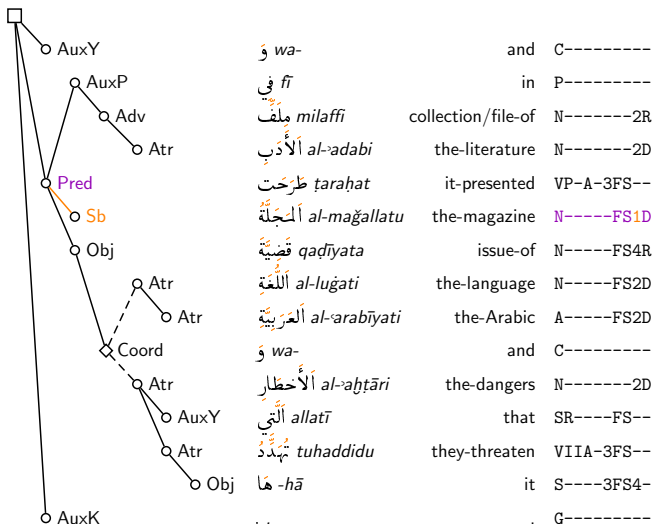 AuxY وَ wa- and C---------
AuxP فِي fī in P---------
Adv مِلَفِّ milaffi collection/file-of N-------2R
Atr اَلأَدَبِ al-ʾadabi the-literature N-------2D
Pred طَرَحَت ṭaraḥat it-presented VP-A-3FS--
Sb اَلمَجَلَّةُ al-maǧallatu the-magazine N-----FS1D
Obj قَضِيَّةَ qaḍīyata issue-of N-----FS4R
Atr اَللُّغَةِ al-luġati the-language N-----FS2D
Atr اَلعَرَبِيَّةِ al-ʿarabīyati the-Arabic A-----FS2D
Coord وَ wa- and C---------
Atr اَلأَخطَارِ al-ʾaḫṭāri the-dangers N-------2D
AuxY اَلَّتِي allatī that SR----FS--
Atr تُهَدِّدُ tuhaddidu they-threaten VIIA-3FS--
Obj هَا -hā it S----3FS4-
AuxK G---------